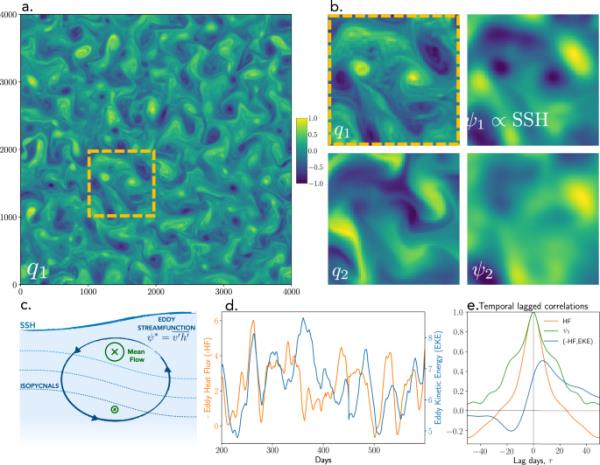 a.
4000
3000
2000
1000
0
0
1000
2000
3000
4000
q1
1.0
0.5
0.0
−0.5
−1.0
b.
q1
ψ1 ∝ SSH
q2
ψ2
c.
SSH
EDDY
STREAMFUNCTION
ψ* = v'h'
Mean
Flow
ISOPYCNALS
d.
- Eddy Heat Flux (-HF)
6
4
2
0
200
300
400
500
Days
8
7
6
5
Eddy Kinetic Energy (EKE)
e. Temporal lagged correlations
HF
(-HF,EKE)
1.0
0.8
0.6
0.4
0.2
0.0
−0.2
−40
−20
0
20
40
Lag days, τ